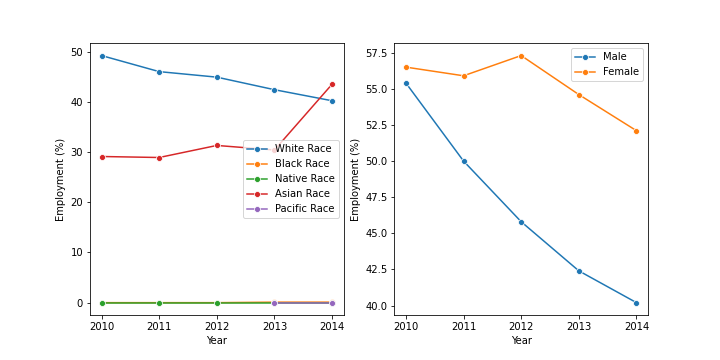 50
40
30
20
10
0
Employment (%)
2010 2011 2012 2013 2014
Year
White Race
Black Race
Native Race
Asian Race
Pacific Race
57.5
55.0
52.5
50.0
47.5
45.0
42.5
40.0
Employment (%)
2010 2011 2012 2013 2014
Year
Male
Female